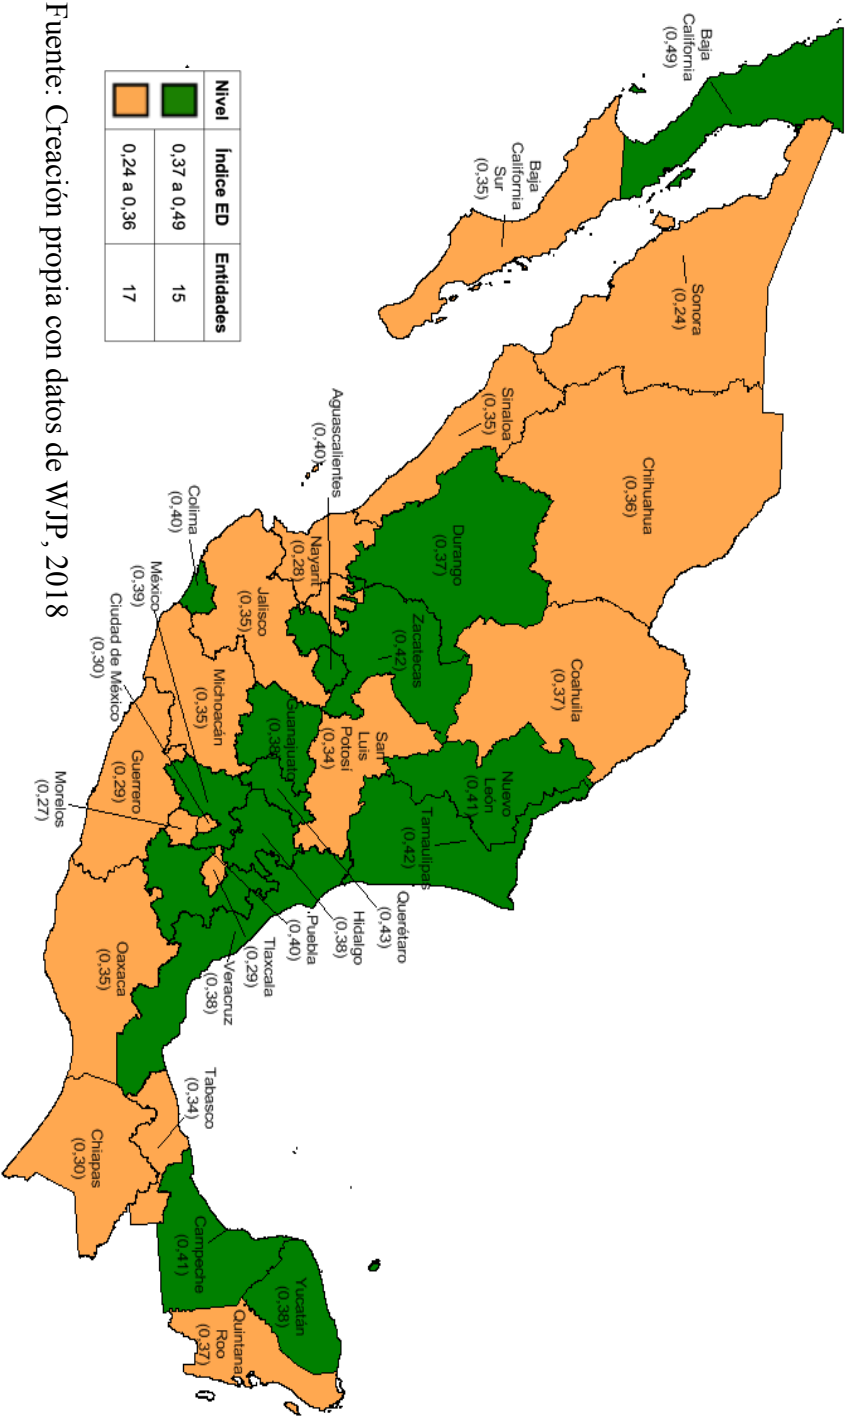 Baja
California
(0,49)
Baja
California
Sur
(0,35)
Sonora
(0,24)
Chihuahua
(0,36)
Sinaloa
(0,35)
Durango
(0,37)
Coahuila
(0,37)
Aguascalientes
(0,40)
Nayarit
(0,28)
Zacatecas
(0,42)
Nuevo
León
(0,41)
Tamaulipas
(0,42)
San
Luis
Potosí
(0,34)
Colima
(0,40)
Jalisco
(0,35)
Guanajuato
(0,38)
Michoacán
(0,35)
México
(0,39)
Ciudad de México
(0,30)
Guerrero
(0,29)
Morelos
(0,27)
Querétaro
(0,43)
Hidalgo
(0,38)
Puebla
(0,40)
Tlaxcala
(0,29)
Veracruz
(0,38)
Oaxaca
(0,35)
Tabasco
(0,34)
Chiapas
(0,30)
Campeche
(0,41)
Yucatán
(0,38)
Quintana
Roo
(0,37)
Nivel Índice ED Entidades
0,37 a 0,49 15
0,24 a 0,36 17
Fuente: Creación propia con datos de WJP, 2018